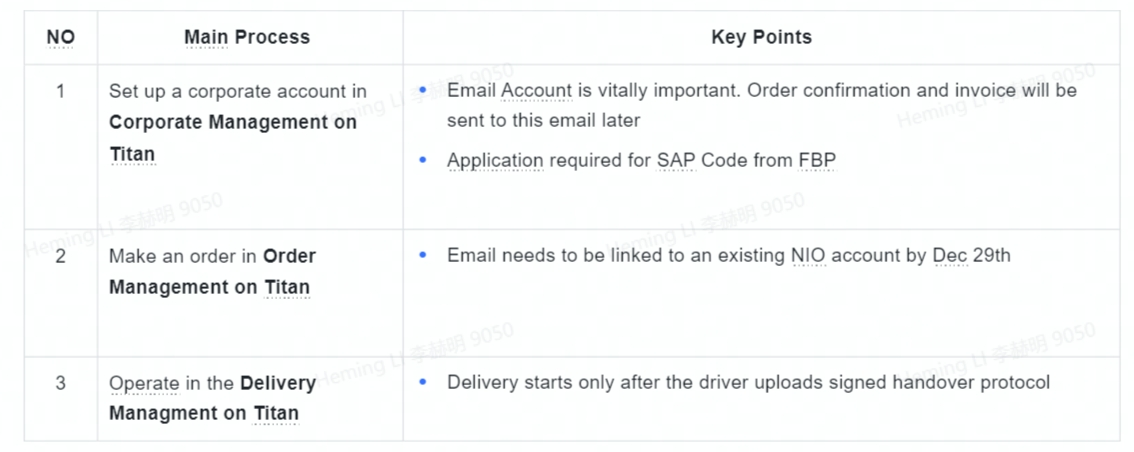 NO Main Process Key Points
1 Set up a corporate account in
Corporate Management on
Titan
• Email Account is vitally important. Order confirmation and invoice will be
sent to this email later
• Application required for SAP Code from FBP
2 Make an order in Order
Management on Titan
• Email needs to be linked to an existing NIO account by Dec 29th
3 Operate in the Delivery
Managment on Titan
• Delivery starts only after the driver uploads signed handover protocol
Heming LI 李赫明 9050
Heming LI 李赫明 9050
Heming LI 李赫明 9050
Heming LI 李赫明 9050
Heming LI 李赫明 9050
Heming LI 李赫明 9050